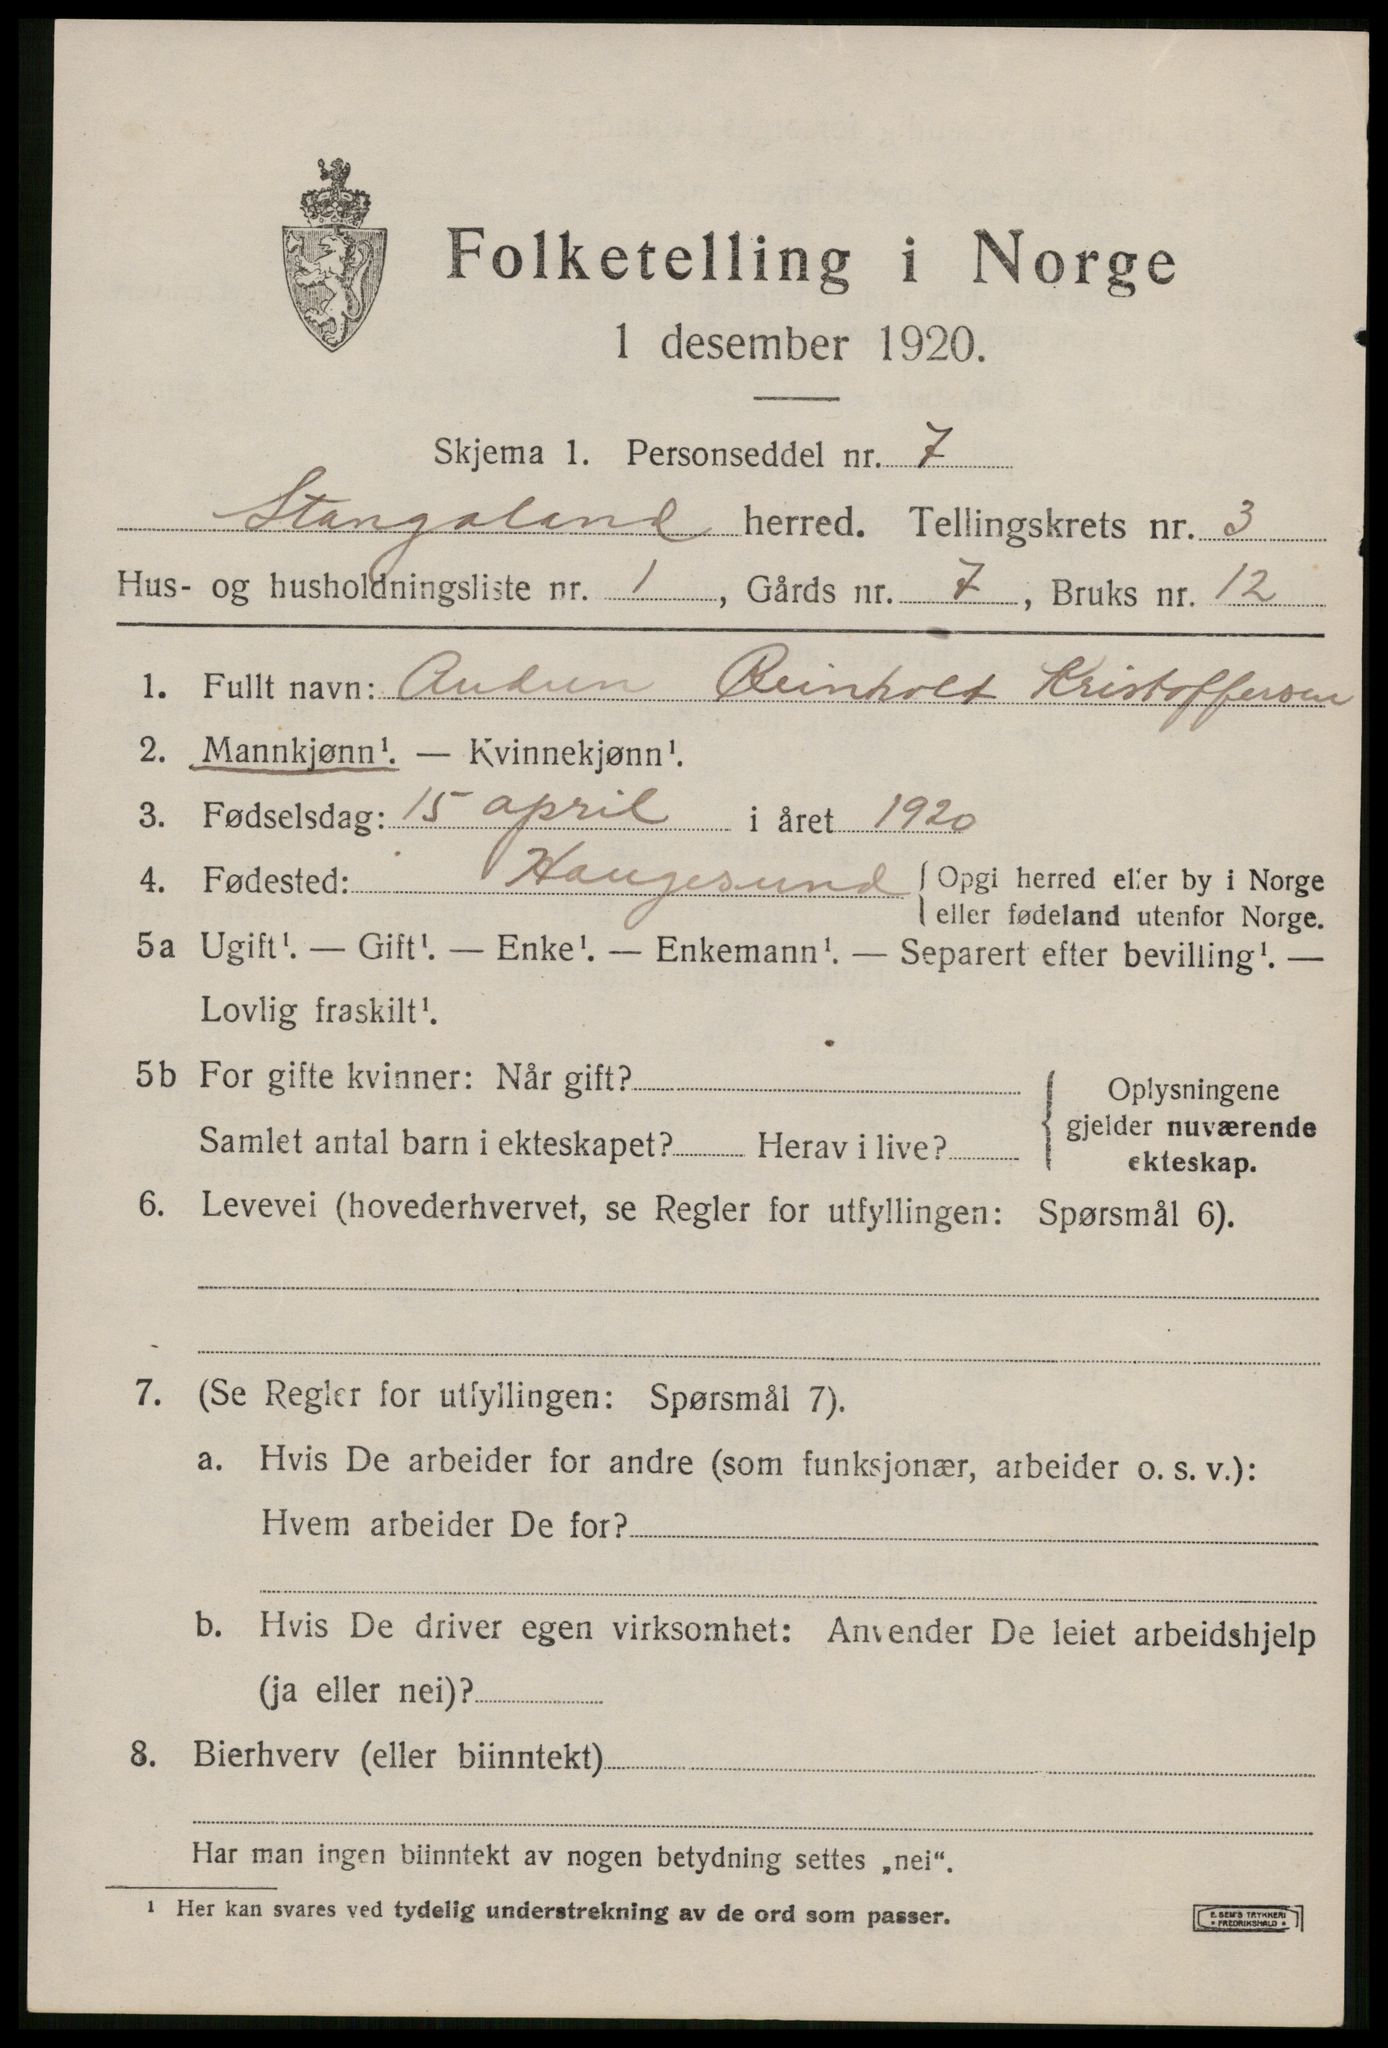 Folketelling i Norge
1 desember 1920.
Skjema 1. Personseddel nr. 7
Stangaland herred. Tellingskrets nr. 3
Hus- og husholdningsliste nr. 1, Gårds nr. 7, Bruks nr. 12
1. Fullt navn: Audun Reinholt Kristoffersen
2. Mannkjønn¹. — Kvinnekjønn¹.
3. Fødselsdag: 15 april i året 1920
4. Fødested: Haugesund { Opgi herred eller by i Norge
eller fødeland utenfor Norge.
5a Ugift¹. — Gift¹. — Enke¹. — Enkemann¹. — Separert efter bevilling¹. —
Lovlig fraskilt¹.
5b For gifte kvinner: Når gift?
Samlet antal barn i ekteskapet? Herav i live?
{ Oplysningene
gjelder nuværende
ekteskap.
6. Levevei (hovederhvervet, se Regler for utfyllingen: Spørsmål 6).
7. (Se Regler for utfyllingen: Spørsmål 7).
a. Hvis De arbeider for andre (som funksjonær, arbeider o. s. v.):
Hvem arbeider De for?
b. Hvis De driver egen virksomhet: Anvender De leiet arbeidshjelp
(ja eller nei)?
8. Bierhverv (eller biinntekt)
Har man ingen biinntekt av nogen betydning settes „nei“.
¹ Her kan svares ved tydelig understrekning av de ord som passer.
E. SEM'S TRYKKERI
* FREDRIKSHALD *